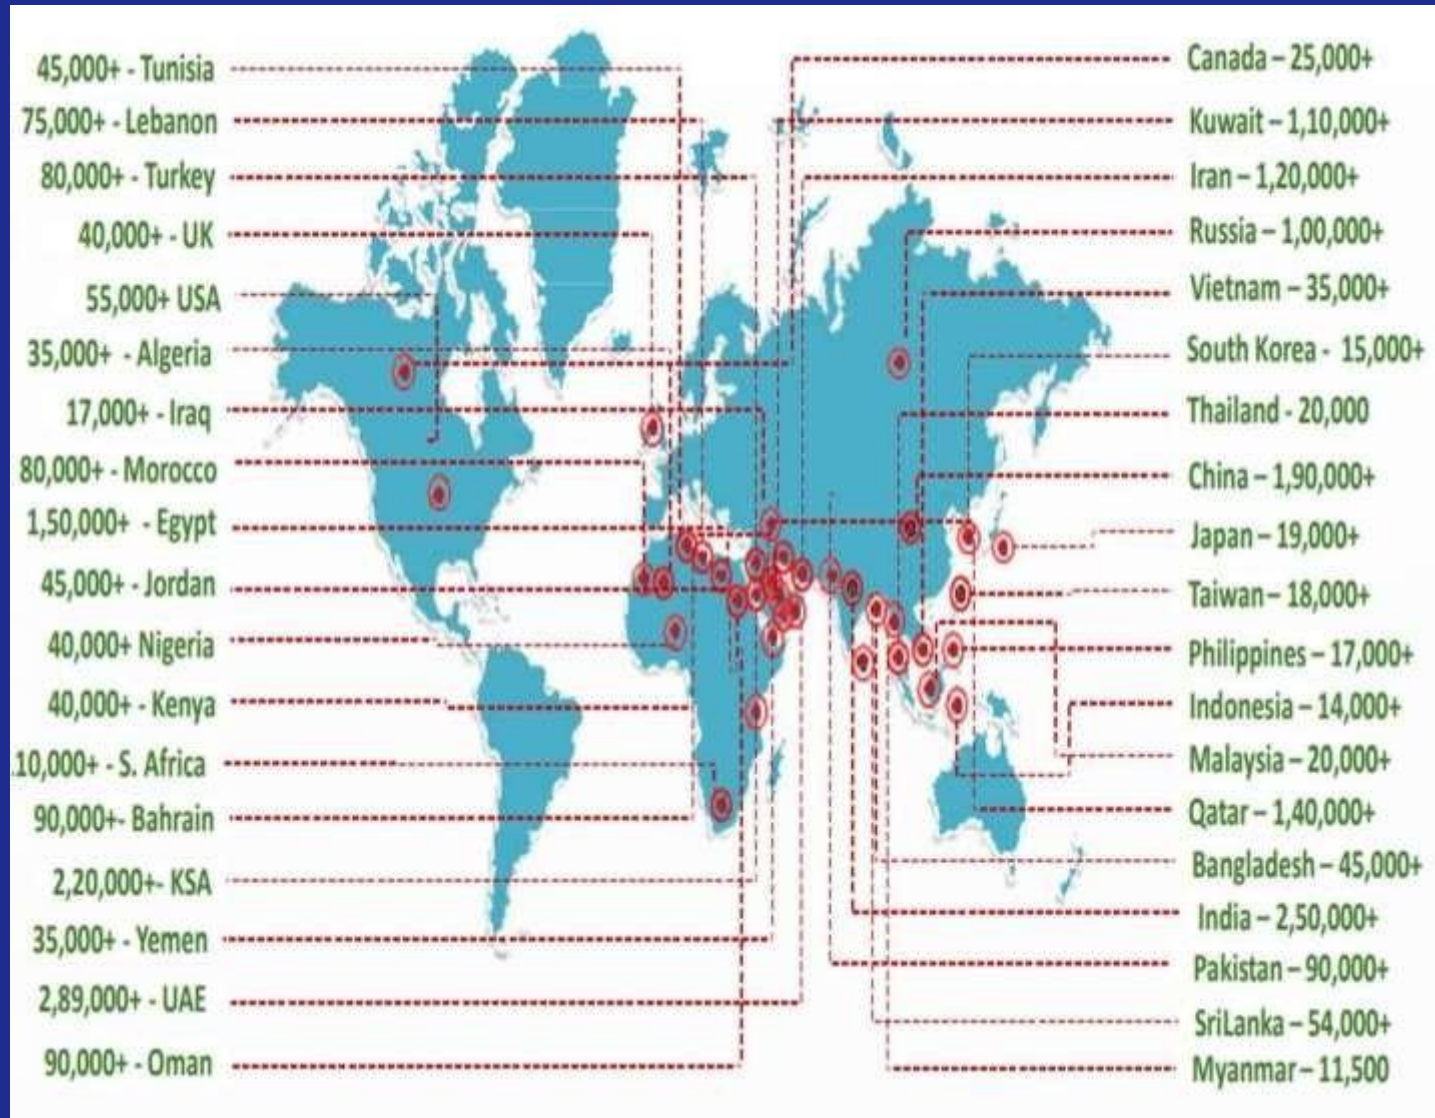 45,000+ - Tunisia
75,000+ - Lebanon
80,000+ - Turkey
40,000+ - UK
55,000+ USA
35,000+ - Algeria
17,000+ - Iraq
80,000+ - Morocco
1,50,000+ - Egypt
45,000+ - Jordan
40,000+ Nigeria
40,000+ - Kenya
.10,000+ - S. Africa
90,000+- Bahrain
2,20,000+- KSA
35,000+ - Yemen
2,89,000+ - UAE
90,000+ - Oman
Canada – 25,000+
Kuwait – 1,10,000+
Iran – 1,20,000+
Russia – 1,00,000+
Vietnam – 35,000+
South Korea - 15,000+
Thailand - 20,000
China – 1,90,000+
Japan – 19,000+
Taiwan – 18,000+
Philippines – 17,000+
Indonesia – 14,000+
Malaysia – 20,000+
Qatar – 1,40,000+
Bangladesh – 45,000+
India – 2,50,000+
Pakistan – 90,000+
SriLanka – 54,000+
Myanmar – 11,500